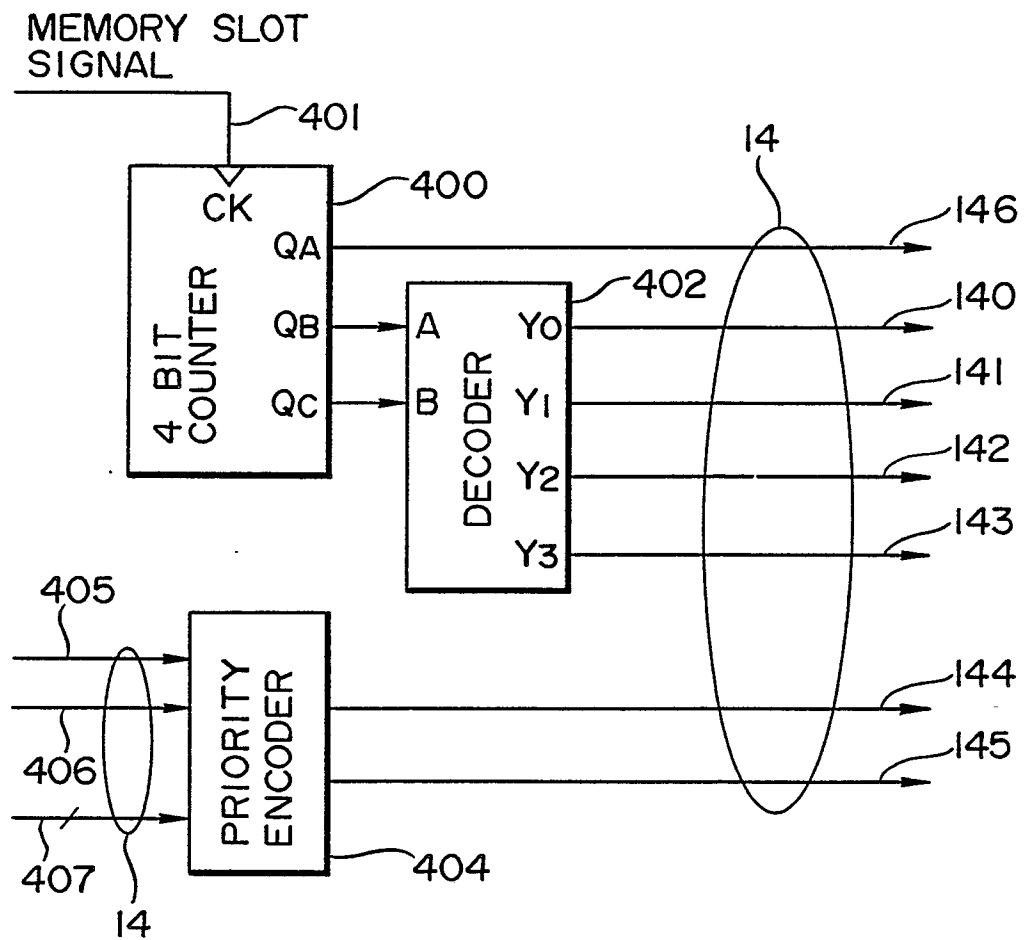 MEMORY SLOT
SIGNAL
401
14
CK
400
146
QA
402
140
QB
A
Y0
4 BIT
COUNTER
141
QC
B
Y1
DECODER
142
Y2
143
Y3
405
144
406
PRIORITY
ENCODER
145
407
404
14